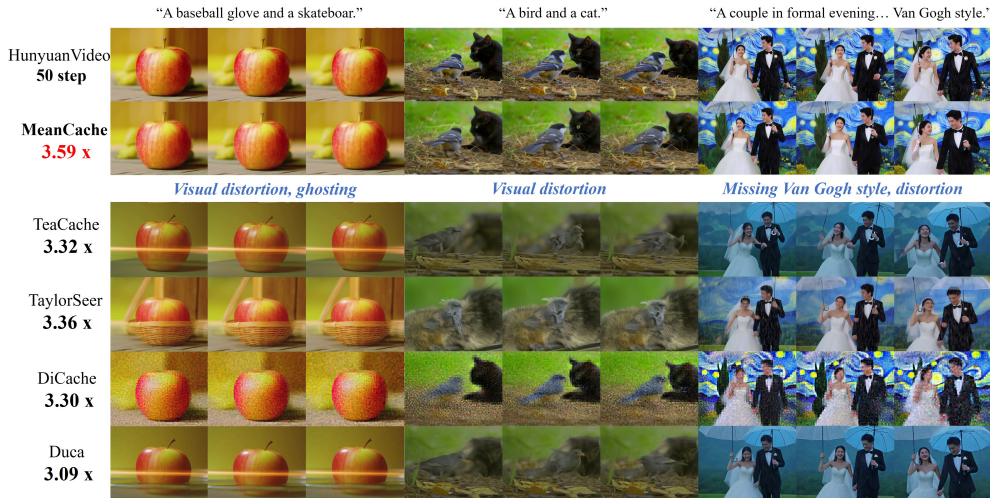 “A baseball glove and a skateboar.” “A bird and a cat.” “A couple in formal evening… Van Gogh style.”
HunyuanVideo
50 step
MeanCache
3.59 x
Visual distortion, ghosting Visual distortion Missing Van Gogh style, distortion
TeaCache
3.32 x
TaylorSeer
3.36 x
DiCache
3.30 x
Duca
3.09 x